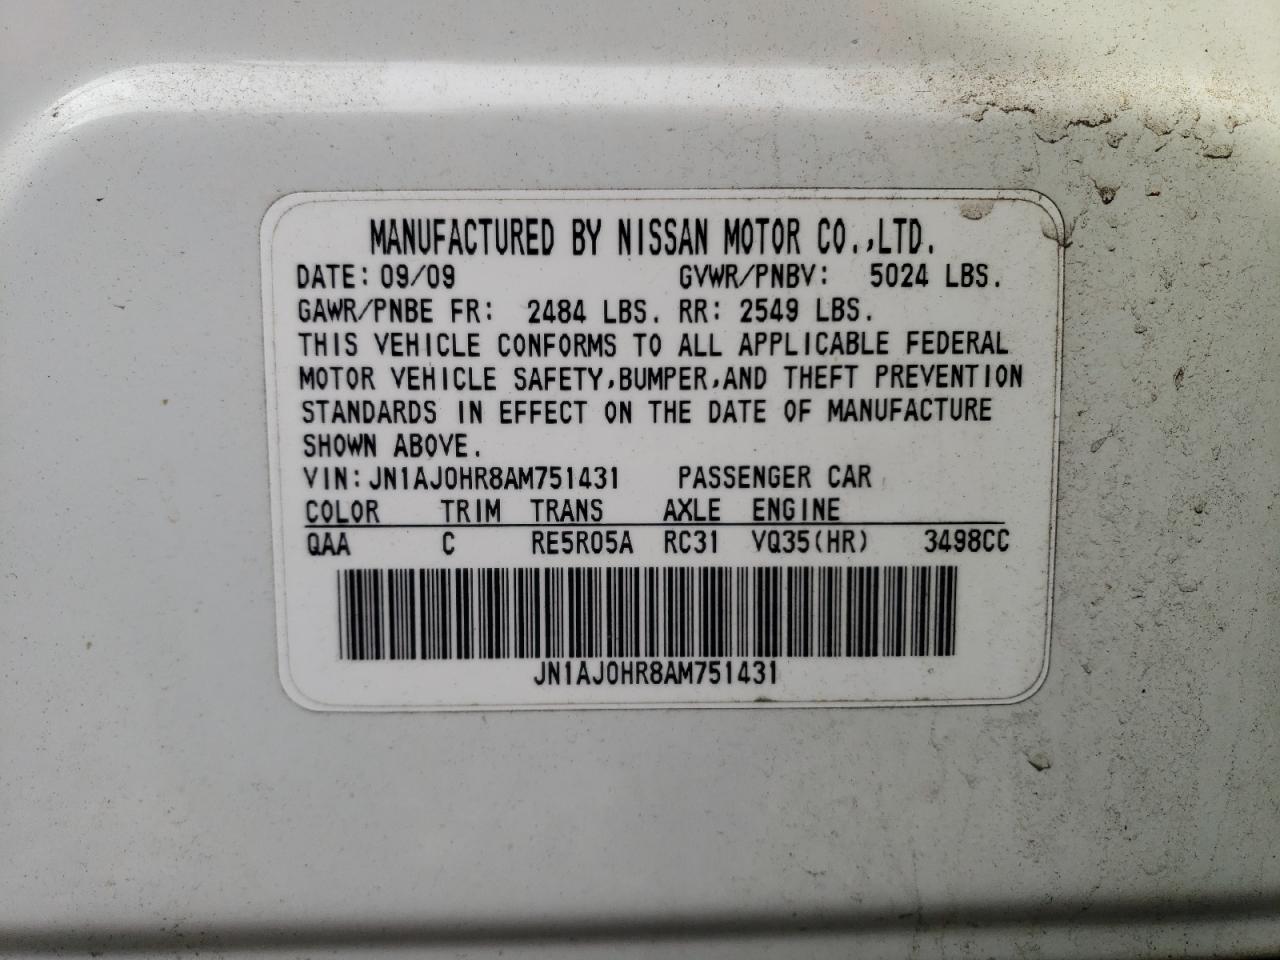 MANUFACTURED BY NISSAN MOTOR CO.,LTD.
DATE: 09/09 GVWR/PNBV: 5024 LBS.
GAWR/PNBE FR: 2484 LBS. RR: 2549 LBS.
THIS VEHICLE CONFORMS TO ALL APPLICABLE FEDERAL
MOTOR VEHICLE SAFETY,BUMPER,AND THEFT PREVENTION
STANDARDS IN EFFECT ON THE DATE OF MANUFACTURE
SHOWN ABOVE.
VIN: JN1AJ0HR8AM751431 PASSENGER CAR
COLOR TRIM TRANS AXLE ENGINE
QAA C RE5R05A RC31 VQ35(HR) 3498CC
JN1AJ0HR8AM751431